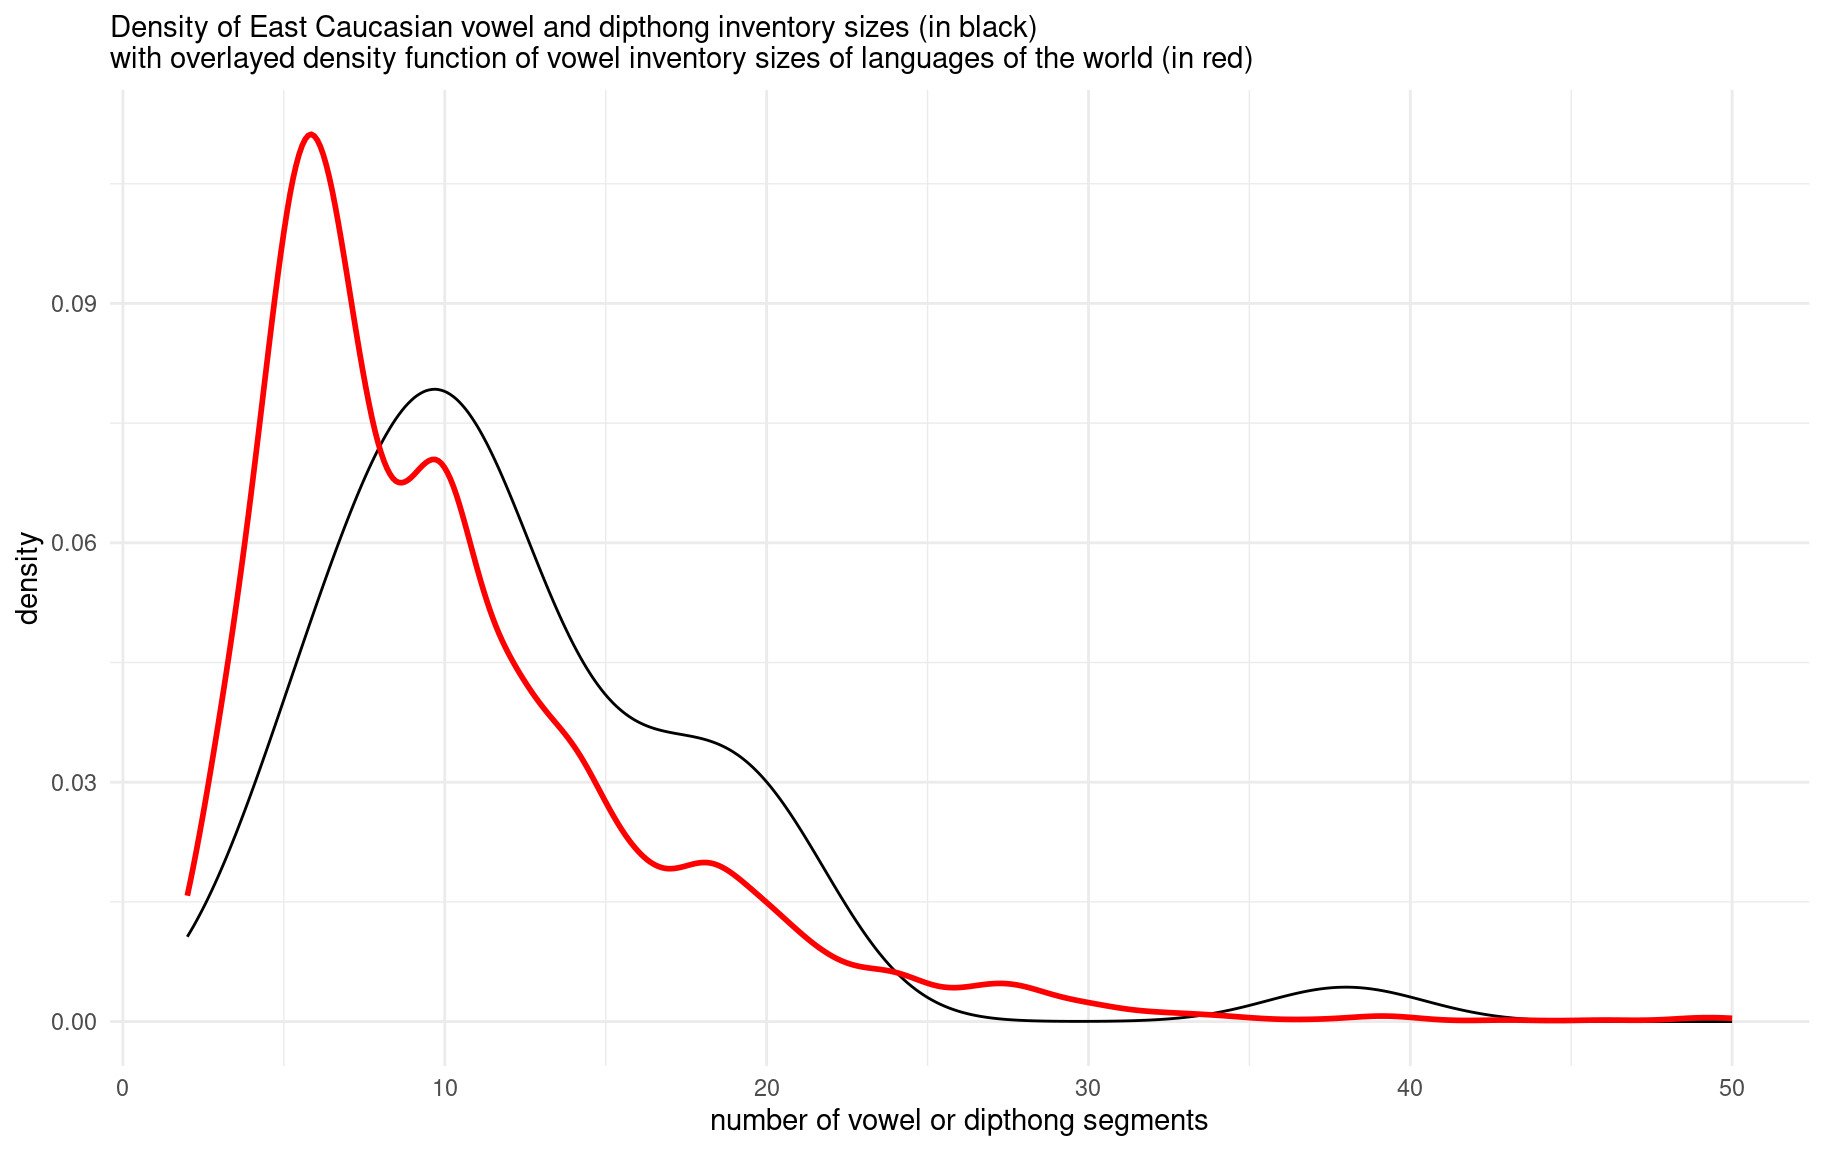 Density of East Caucasian vowel and dipthong inventory sizes (in black)
with overlayed density function of vowel inventory sizes of languages of the world (in red)
density
0.09
0.06
0.03
0.00
0 10 20 30 40 50
number of vowel or dipthong segments